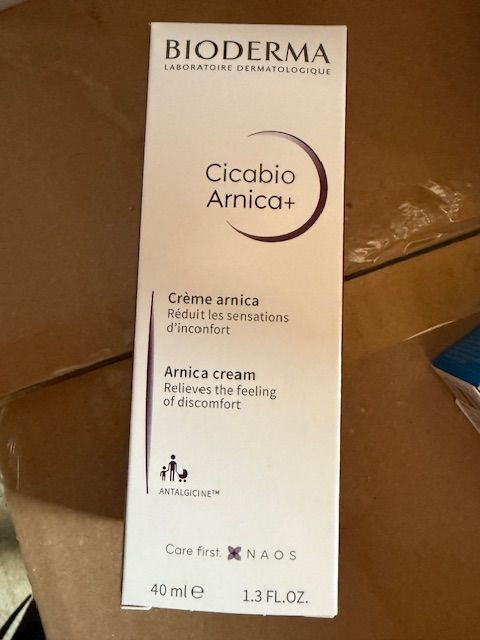 BIODERMA
LABORATOIRE DERMATOLOGIQUE
Cicabio
Arnica+
Crème arnica
Réduit les sensations
d'inconfort
Arnica cream
Relieves the feeling
of discomfort
ANTALGICINE™
Care first. NAOS
40 ml ℮ 1.3 FL.OZ.